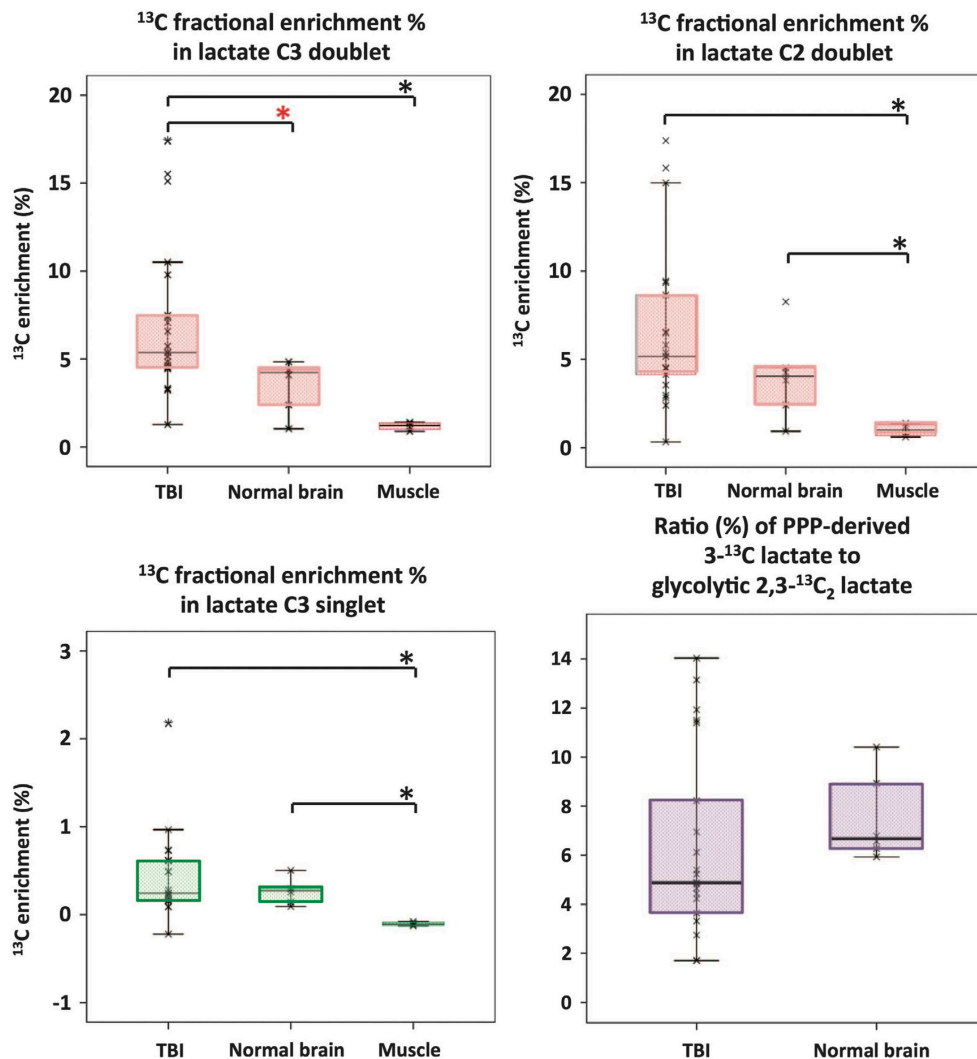 ¹³C fractional enrichment %
in lactate C3 doublet
¹³C enrichment (%)
20
15
10
5
0
*
*
TBI
Normal brain
Muscle
¹³C fractional enrichment %
in lactate C2 doublet
¹³C enrichment (%)
20
15
10
5
0
*
*
TBI
Normal brain
Muscle
¹³C fractional enrichment %
in lactate C3 singlet
¹³C enrichment (%)
3
2
1
0
-1
*
*
TBI
Normal brain
Muscle
Ratio (%) of PPP-derived
3-¹³C lactate to
glycolytic 2,3-¹³C₂ lactate
14
12
10
8
6
4
2
0
TBI
Normal brain